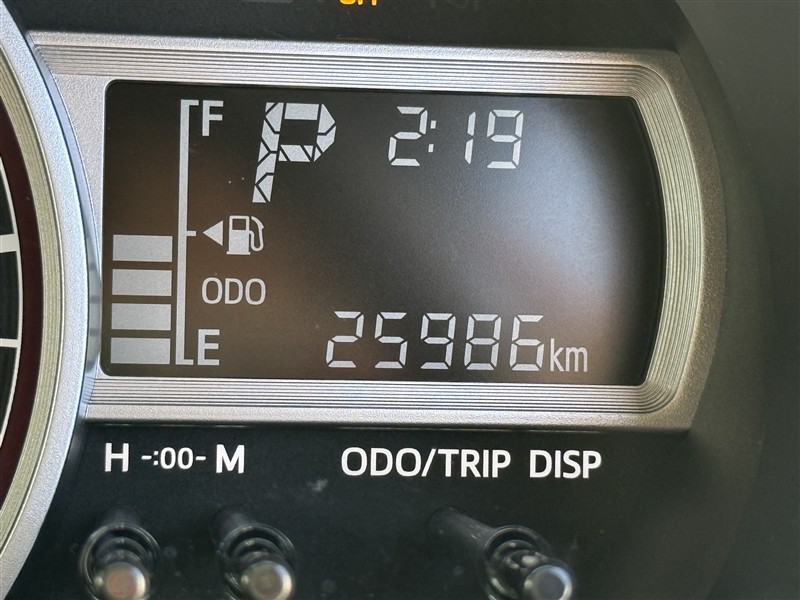 F
P 2:19
ODO
E
25986km
H -:00- M
ODO/TRIP DISP